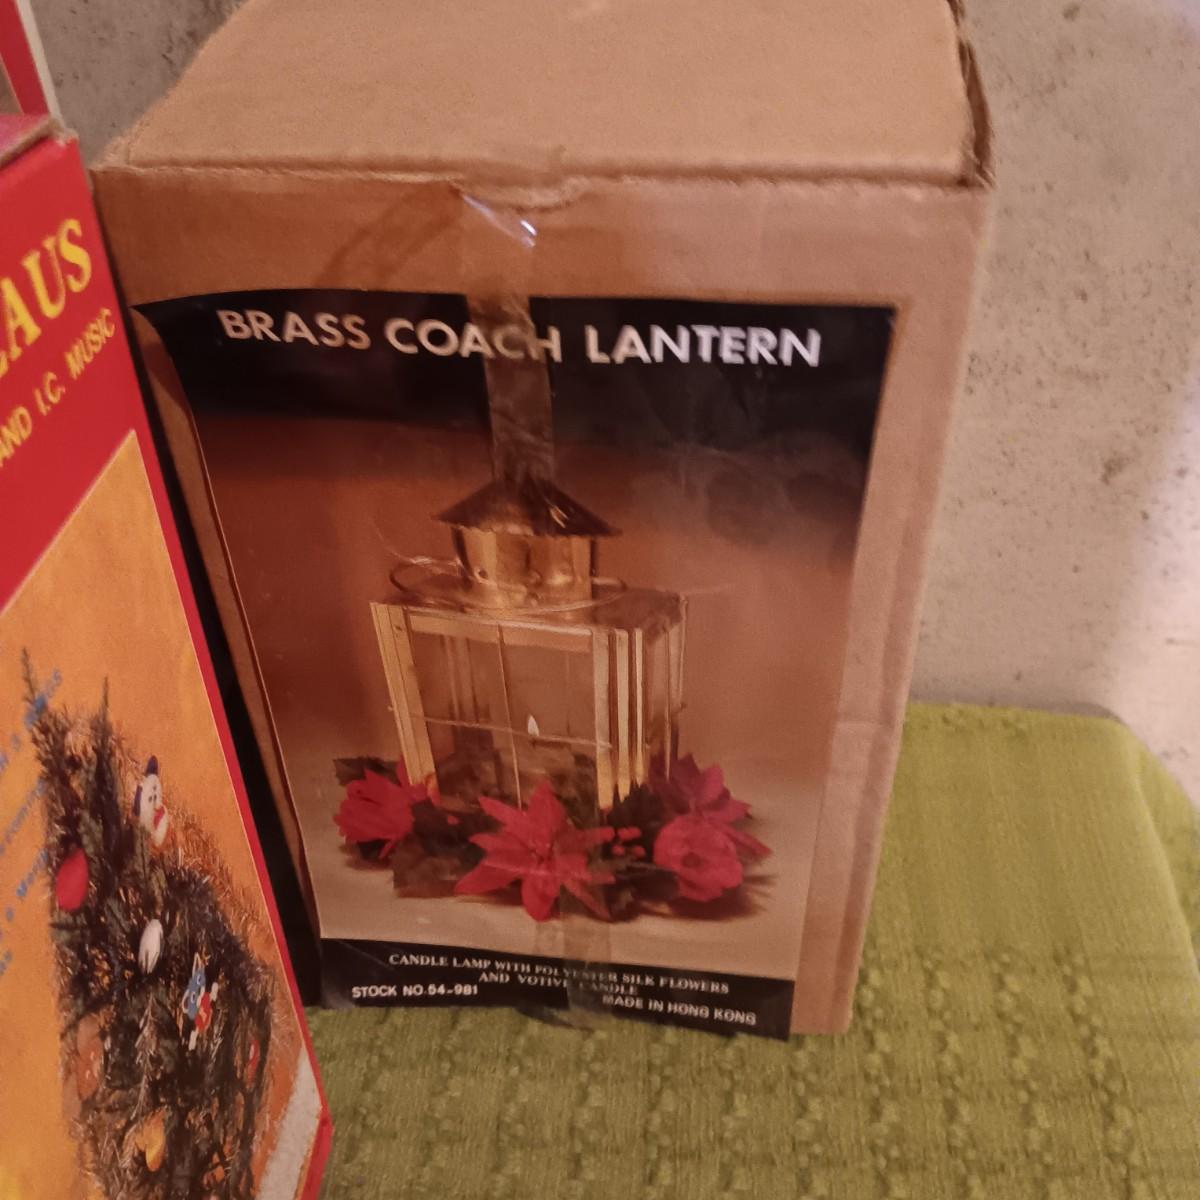 BRASS COACH LANTERN
CANDLE LAMP WITH POLYESTER SILK FLOWERS
AND VOTIVE CANDLE
STOCK NO.54-981
MADE IN HONG KONG
AUS
AND I.C. MUSIC